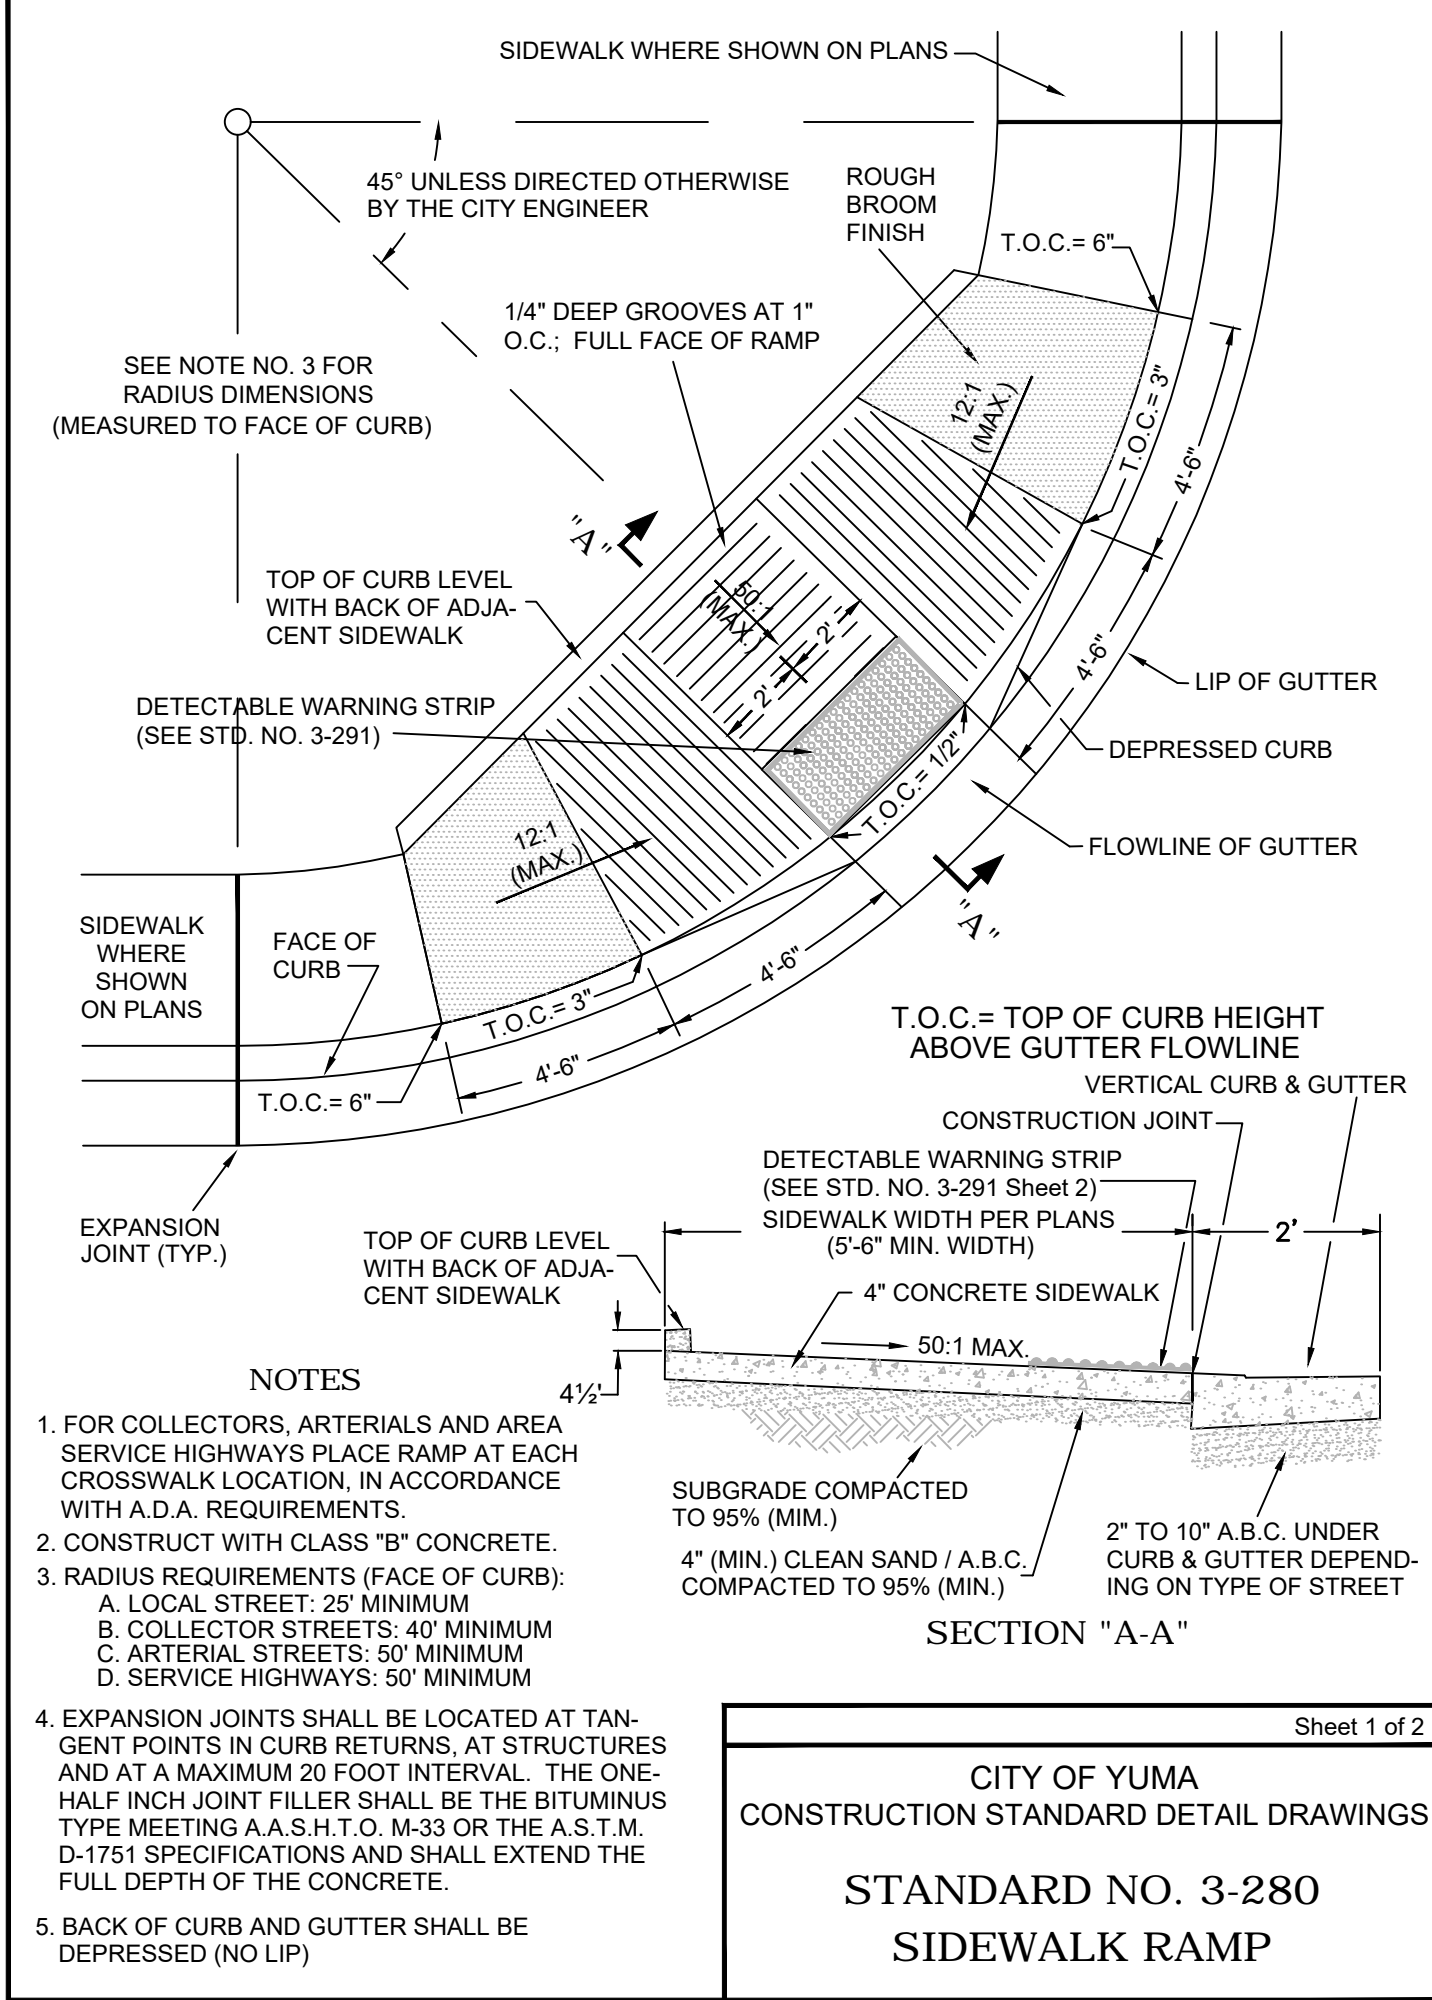 SIDEWALK WHERE SHOWN ON PLANS
45° UNLESS DIRECTED OTHERWISE
BY THE CITY ENGINEER
ROUGH
BROOM
FINISH
T.O.C.= 6"
1/4" DEEP GROOVES AT 1"
O.C.;  FULL FACE OF RAMP
SEE NOTE NO. 3 FOR
RADIUS DIMENSIONS
(MEASURED TO FACE OF CURB)
12:1
(MAX.)
T.O.C.= 3"
4'-6"
"A"
TOP OF CURB LEVEL
WITH BACK OF ADJA-
CENT SIDEWALK
50:1
(MAX.)
2'
2'
4'-6"
LIP OF GUTTER
DETECTABLE WARNING STRIP
(SEE STD. NO. 3-291)
DEPRESSED CURB
T.O.C.= 1/2"
12:1
(MAX.)
FLOWLINE OF GUTTER
"A"
SIDEWALK
WHERE
SHOWN
ON PLANS
FACE OF
CURB
4'-6"
T.O.C.= 3"
4'-6"
T.O.C.= 6"
EXPANSION
JOINT (TYP.)
T.O.C.= TOP OF CURB HEIGHT
ABOVE GUTTER FLOWLINE
VERTICAL CURB & GUTTER
CONSTRUCTION JOINT
DETECTABLE WARNING STRIP
(SEE STD. NO. 3-291 Sheet 2)
SIDEWALK WIDTH PER PLANS
(5'-6" MIN. WIDTH)
2'
TOP OF CURB LEVEL
WITH BACK OF ADJA-
CENT SIDEWALK
4" CONCRETE SIDEWALK
50:1 MAX.
4½'
SUBGRADE COMPACTED
TO 95% (MIM.)
4" (MIN.) CLEAN SAND / A.B.C.
COMPACTED TO 95% (MIN.)
2" TO 10" A.B.C. UNDER
CURB & GUTTER DEPEND-
ING ON TYPE OF STREET
SECTION "A-A"
NOTES
1. FOR COLLECTORS, ARTERIALS AND AREA
SERVICE HIGHWAYS PLACE RAMP AT EACH
CROSSWALK LOCATION, IN ACCORDANCE
WITH A.D.A. REQUIREMENTS.
2. CONSTRUCT WITH CLASS "B" CONCRETE.
3. RADIUS REQUIREMENTS (FACE OF CURB):
A. LOCAL STREET: 25' MINIMUM
B. COLLECTOR STREETS: 40' MINIMUM
C. ARTERIAL STREETS: 50' MINIMUM
D. SERVICE HIGHWAYS: 50' MINIMUM
4. EXPANSION JOINTS SHALL BE LOCATED AT TAN-
GENT POINTS IN CURB RETURNS, AT STRUCTURES
AND AT A MAXIMUM 20 FOOT INTERVAL.  THE ONE-
HALF INCH JOINT FILLER SHALL BE THE BITUMINUS
TYPE MEETING A.A.S.H.T.O. M-33 OR THE A.S.T.M.
D-1751 SPECIFICATIONS AND SHALL EXTEND THE
FULL DEPTH OF THE CONCRETE.
5. BACK OF CURB AND GUTTER SHALL BE
DEPRESSED (NO LIP)
Sheet 1 of 2
CITY OF YUMA
CONSTRUCTION STANDARD DETAIL DRAWINGS
STANDARD NO. 3-280
SIDEWALK RAMP